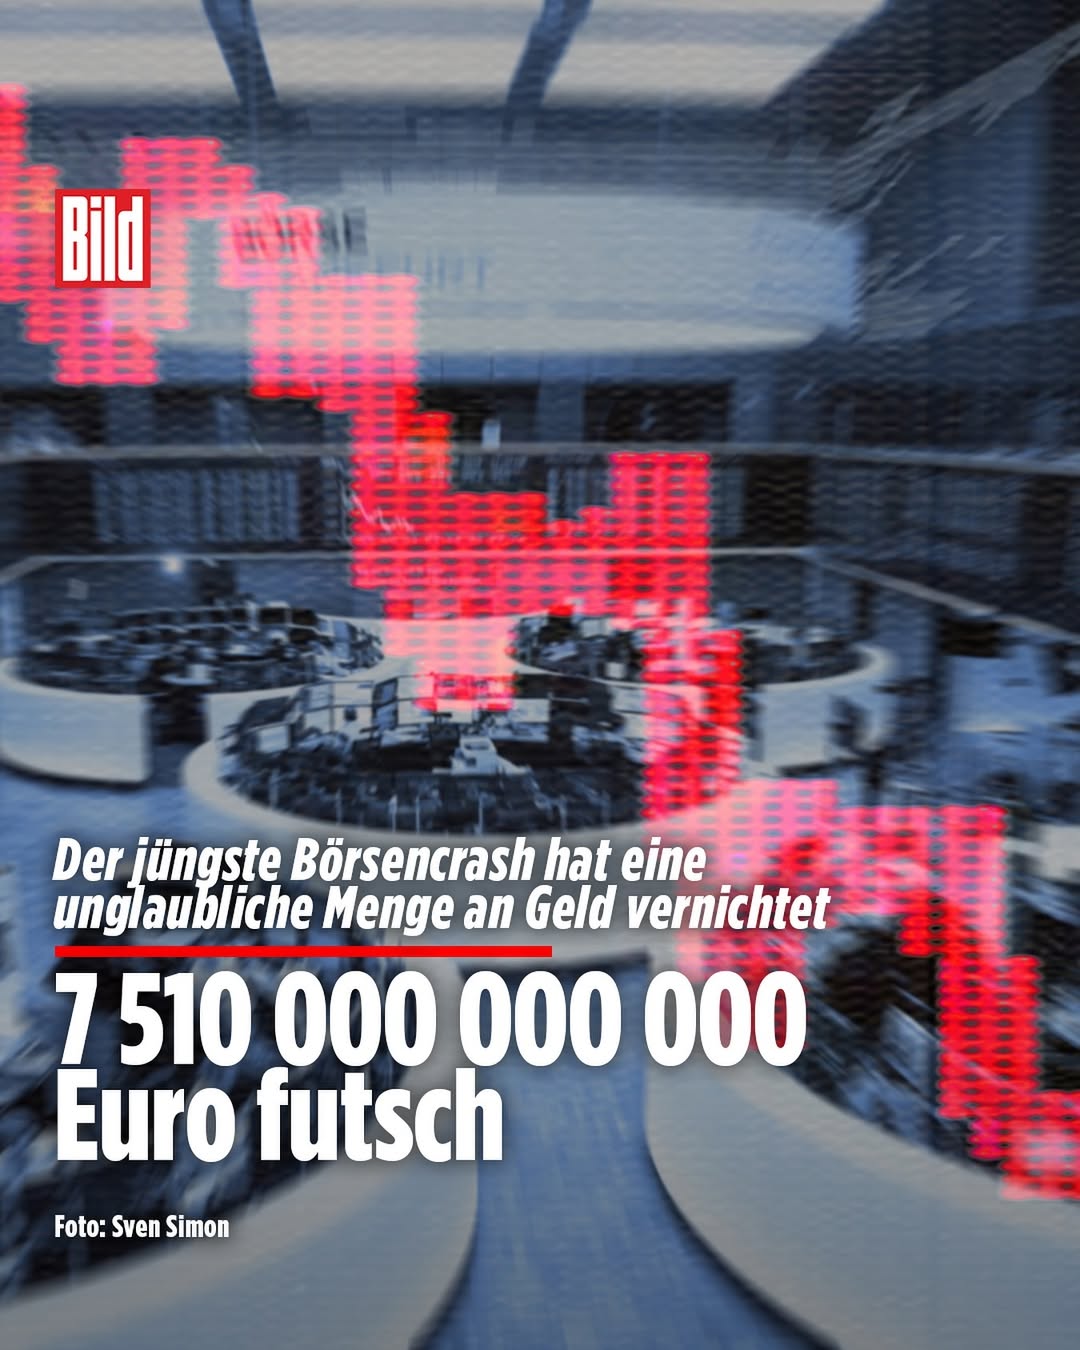 Bild
Der jüngste Börsencrash hat eine
unglaubliche Menge an Geld vernichtet
7 510 000 000 000
Euro futsch
Foto: Sven Simon